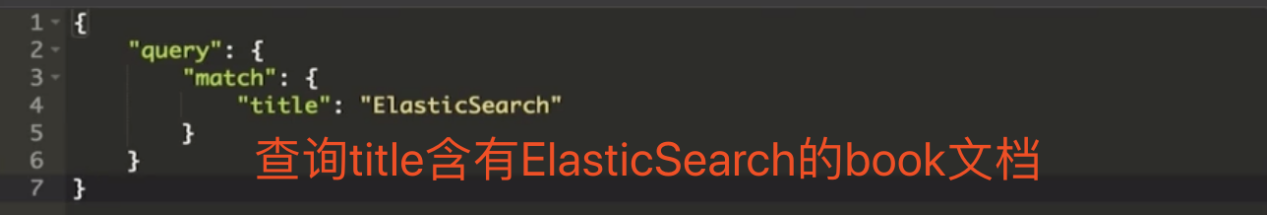 1 {
2 "query": {
3 "match": {
4 "title": "ElasticSearch"
5 }
6 }
7 }
查询title含有ElasticSearch的book文档